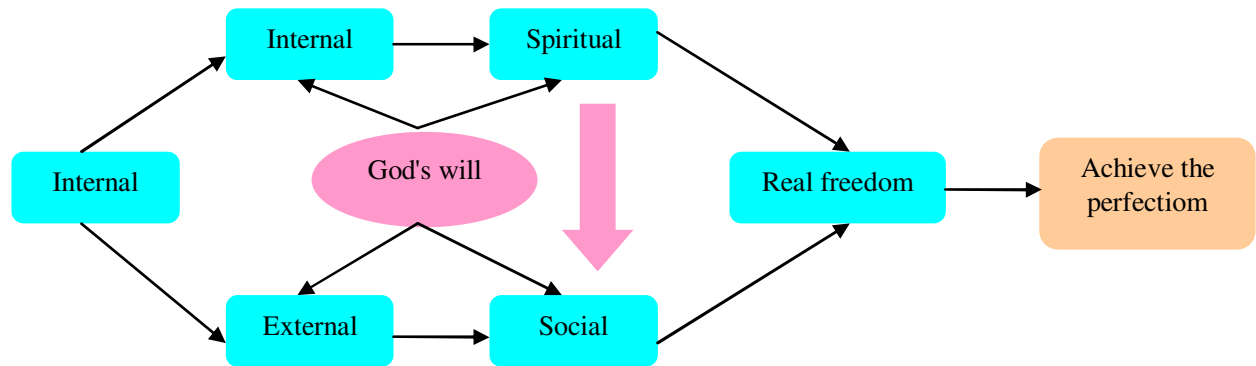 Internal
Spiritual
Internal
God's will
Real freedom
Achieve the
perfectiom
External
Social